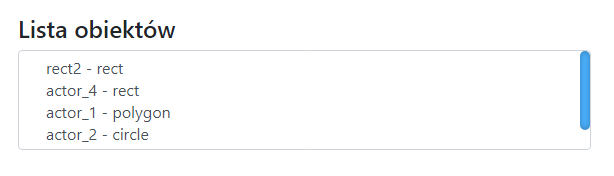 Lista obiektów
rect2 - rect
actor_4 - rect
actor_1 - polygon
actor_2 - circle